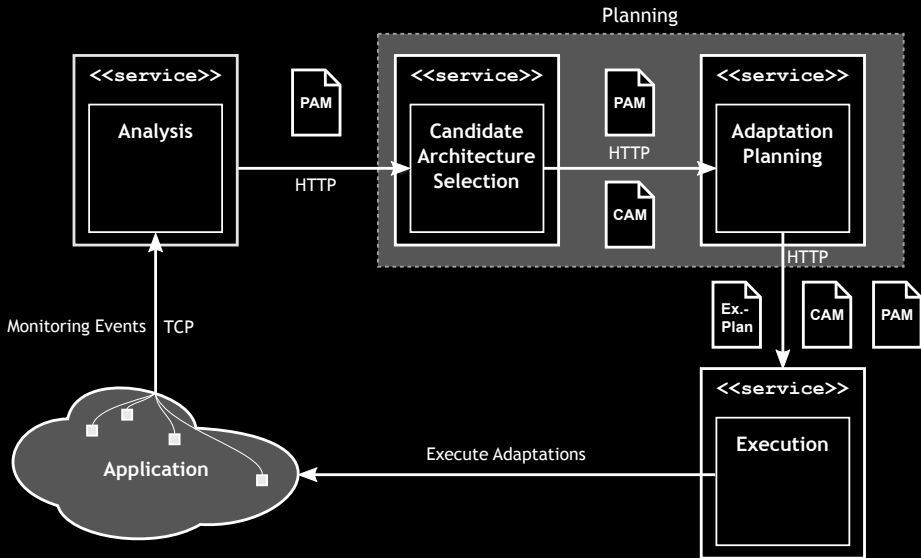 Planning
<<service>>
Analysis
PAM
HTTP
<<service>>
Candidate
Architecture
Selection
PAM
HTTP
CAM
<<service>>
Adaptation
Planning
HTTP
Ex.-
Plan
CAM
PAM
Monitoring Events
TCP
<<service>>
Execution
Execute Adaptations
Application